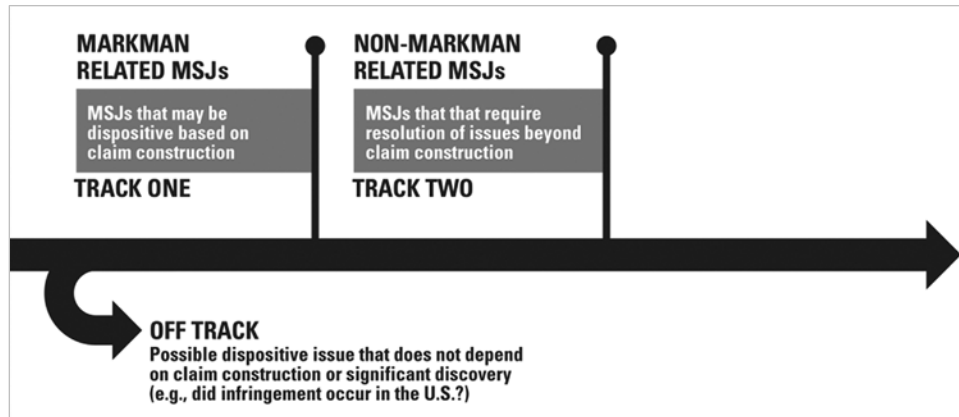 MARKMAN
RELATED MSJs
MSJs that may be
dispositive based on
claim construction
TRACK ONE
NON-MARKMAN
RELATED MSJs
MSJs that that require
resolution of issues beyond
claim construction
TRACK TWO
OFF TRACK
Possible dispositive issue that does not depend
on claim construction or significant discovery
(e.g., did infringement occur in the U.S.?)